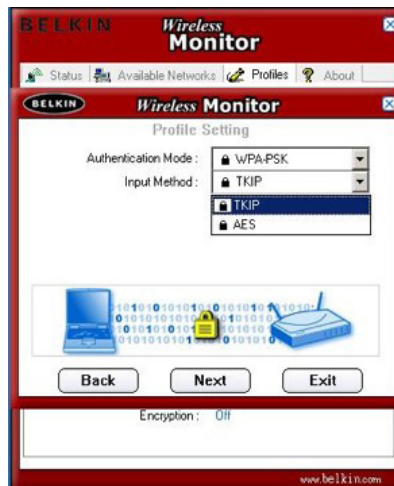 BELKIN Wireless Monitor
Status Available Networks Profiles About
BELKIN Wireless Monitor
Profile Setting
Authentication Mode : WPA-PSK
Input Method : TKIP
TKIP
AES
Back Next Exit
Encryption : Off
www.belkin.com